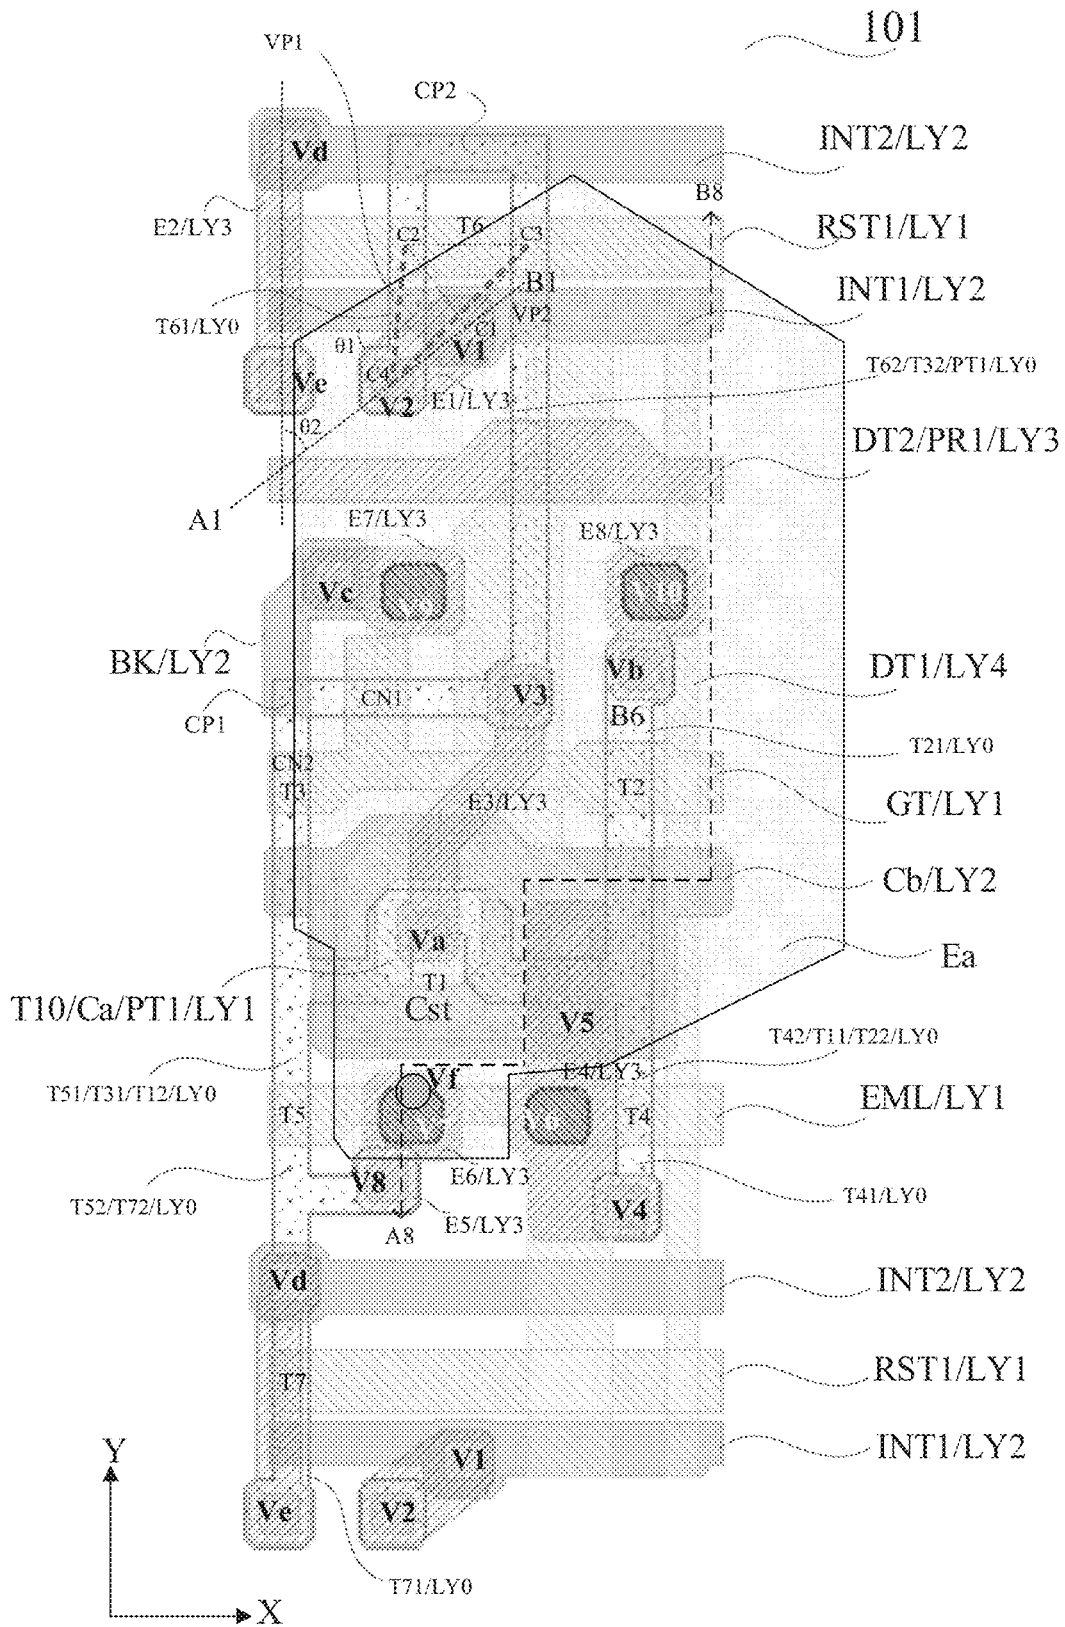 101
VP1
CP2
Vd
INT2/LY2
B8
E2/LY3
T6
C2
C3
RST1/LY1
B1
INT1/LY2
T61/LY0
VP2
θ1
C1
V1
Ve
C4
V2
E1/LY3
T62/T32/PT1/LY0
θ2
DT2/PR1/LY3
A1
E7/LY3
E8/LY3
Vc
BK/LY2
Vb
DT1/LY4
CN1
V3
B6
CP1
T21/LY0
CN2
T3
T2
E3/LY3
GT/LY1
Cb/LY2
Va
Ea
T1
T10/Ca/PT1/LY1
Cst
V5
T42/T11/T22/LY0
Vf
E4/LY3
T51/T31/T12/LY0
T5
T4
EML/LY1
V8
E6/LY3
T52/T72/LY0
T41/LY0
V4
E5/LY3
A8
Vd
INT2/LY2
T7
RST1/LY1
V1
INT1/LY2
Y
Ve
V2
T71/LY0
X